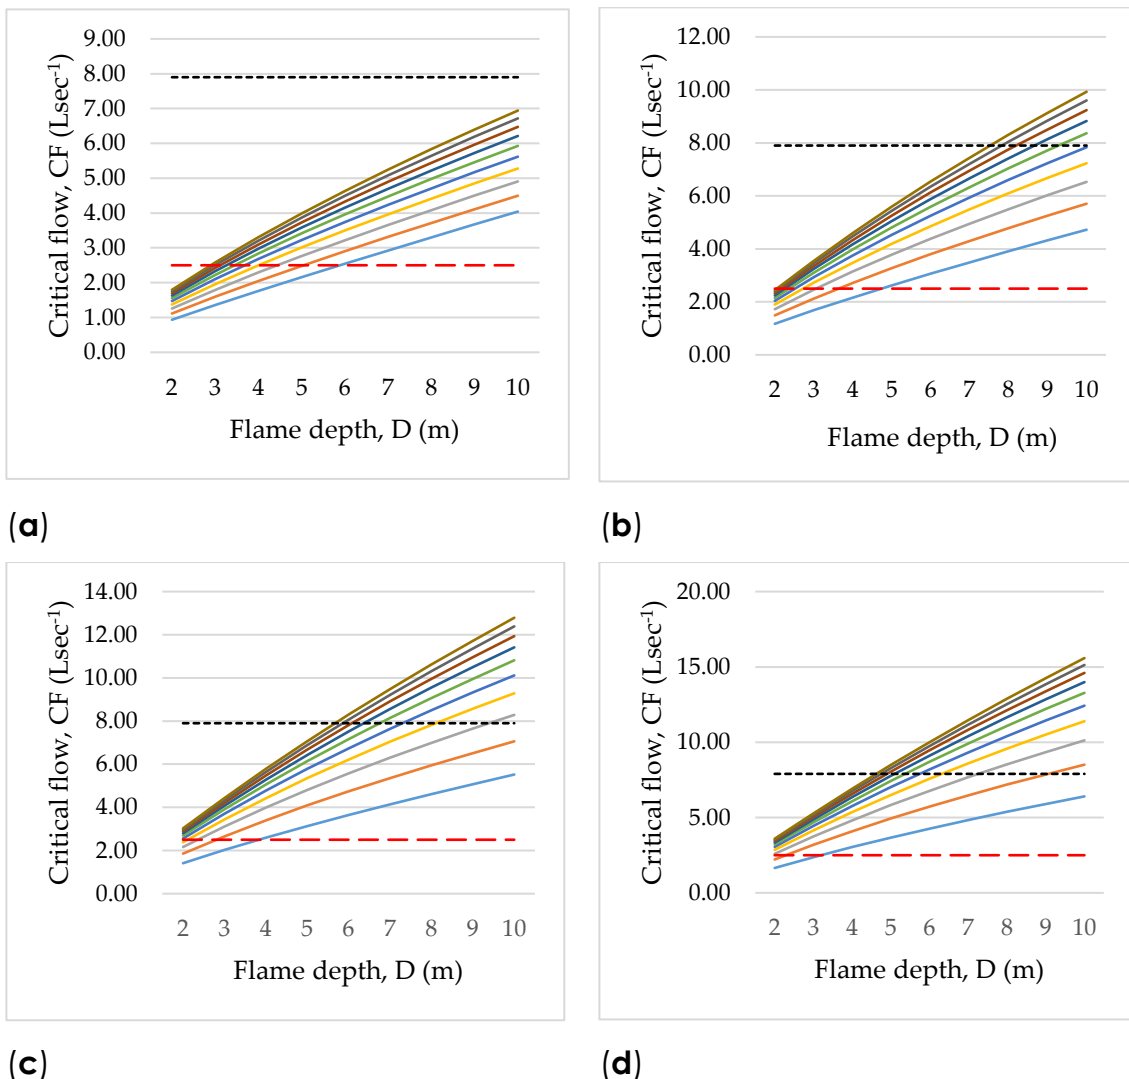 Critical flow, CF (Lsec⁻¹)
9.00
8.00
7.00
6.00
5.00
4.00
3.00
2.00
1.00
0.00
2 3 4 5 6 7 8 9 10
Flame depth, D (m)
(a)
Critical flow, CF (Lsec⁻¹)
12.00
10.00
8.00
6.00
4.00
2.00
0.00
2 3 4 5 6 7 8 9 10
Flame depth, D (m)
(b)
Critical flow, CF (Lsec⁻¹)
14.00
12.00
10.00
8.00
6.00
4.00
2.00
0.00
2 3 4 5 6 7 8 9 10
Flame depth, D (m)
(c)
Critical flow, CF (Lsec⁻¹)
20.00
15.00
10.00
5.00
0.00
2 3 4 5 6 7 8 9 10
Flame depth, D (m)
(d)